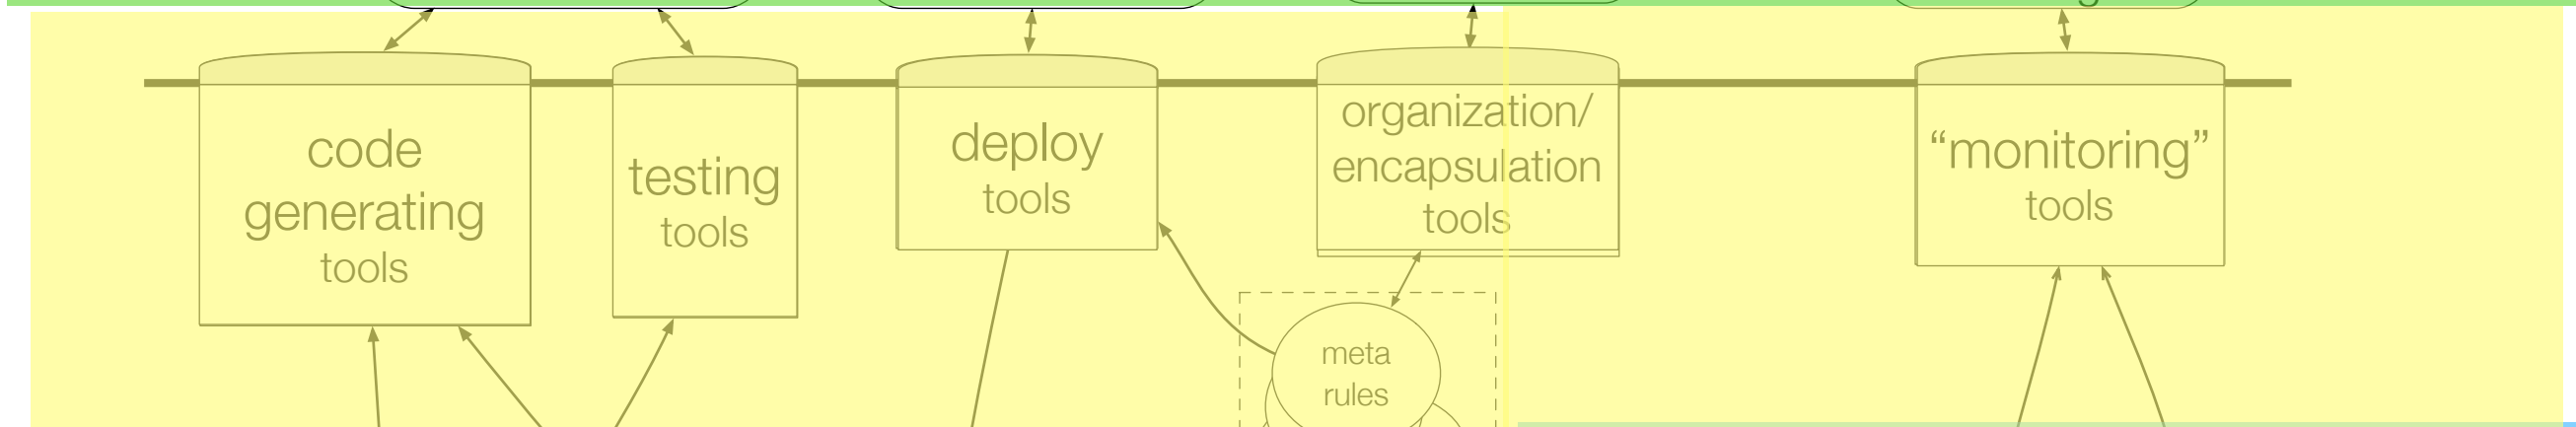 code
generating
tools
testing
tools
deploy
tools
organization/
encapsulation
tools
“monitoring”
tools
meta
rules